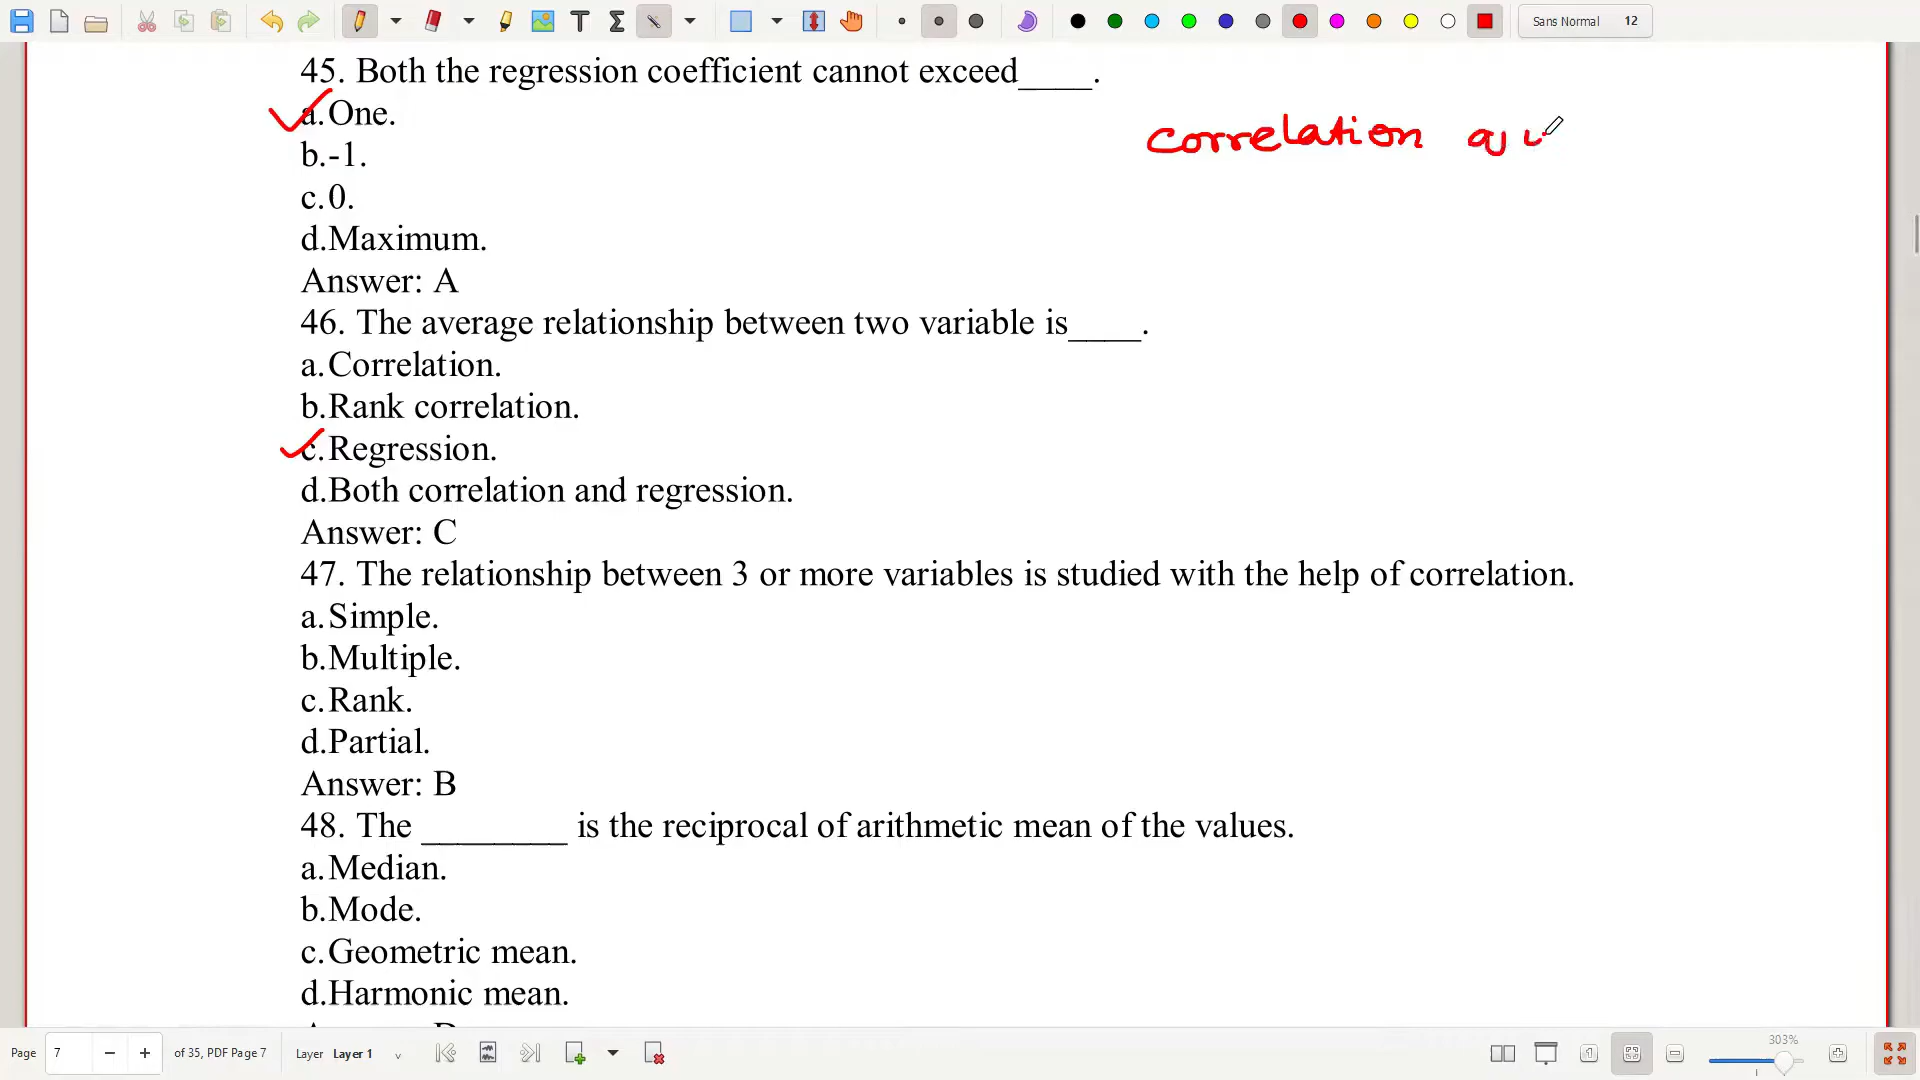 Sans Normal 12
45. Both the regression coefficient cannot exceed____.
a.One.
correlation
b.-1.
c.0.
d.Maximum.
Answer: A
46. The average relationship between two variable is____.
a.Correlation.
b.Rank correlation.
c.Regression.
d.Both correlation and regression.
Answer: C
47. The relationship between 3 or more variables is studied with the help of correlation.
a.Simple.
b.Multiple.
c.Rank.
d.Partial.
Answer: B
48. The ________ is the reciprocal of arithmetic mean of the values.
a.Median.
b.Mode.
c.Geometric mean.
d.Harmonic mean.
Page 7 of 35, PDF Page 7 Layer Layer 1 303%